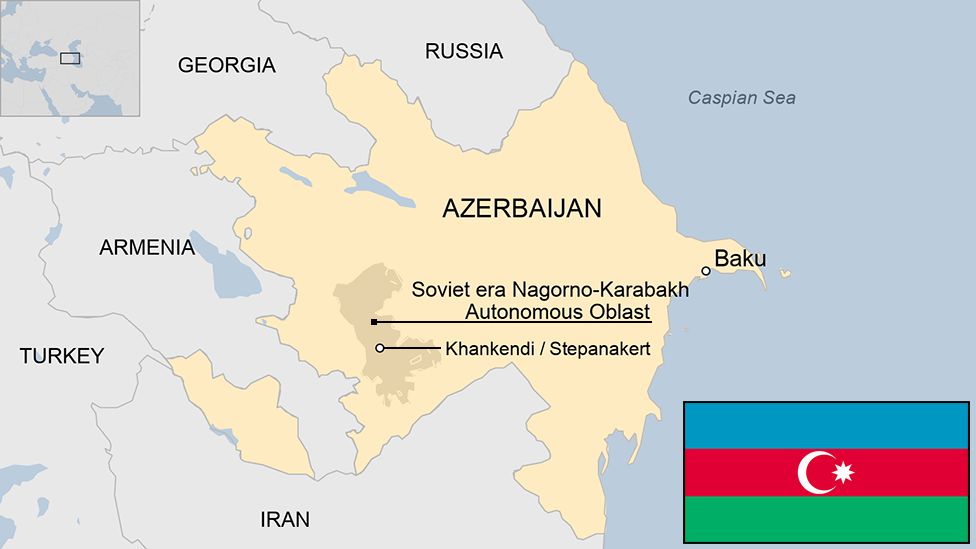 RUSSIA
GEORGIA
Caspian Sea
AZERBAIJAN
ARMENIA
Baku
Soviet era Nagorno-Karabakh
Autonomous Oblast
Khankendi / Stepanakert
TURKEY
IRAN